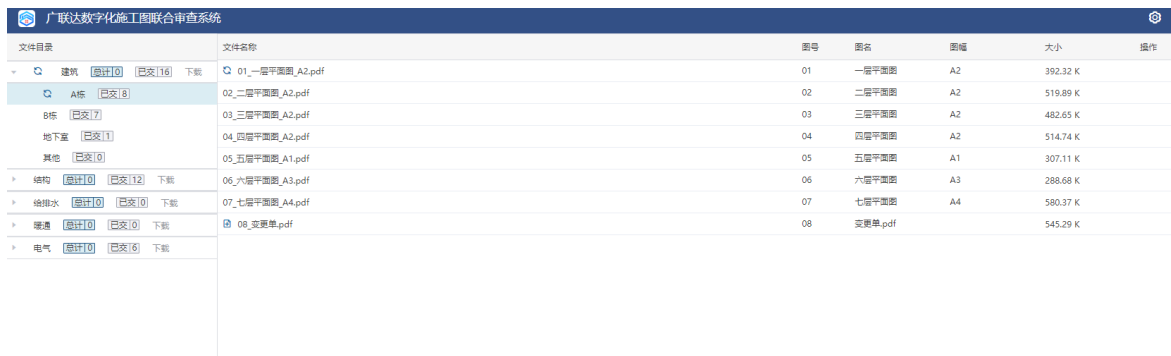 广联达数字化施工图联合审查系统
文件目录 文件名称 图号 图名 图幅 大小 操作
建筑 总计|0 已交|16 下载 01_一层平面图_A2.pdf 01 一层平面图 A2 392.32 K
A栋 已交|8 02_二层平面图_A2.pdf 02 二层平面图 A2 519.89 K
B栋 已交|7 03_三层平面图_A2.pdf 03 三层平面图 A2 482.65 K
地下室 已交|1 04_四层平面图_A2.pdf 04 四层平面图 A2 514.74 K
其他 已交|0 05_五层平面图_A1.pdf 05 五层平面图 A1 307.11 K
结构 总计|0 已交|12 下载 06_六层平面图_A3.pdf 06 六层平面图 A3 288.68 K
给排水 总计|0 已交|0 下载 07_七层平面图_A4.pdf 07 七层平面图 A4 580.37 K
暖通 总计|0 已交|0 下载 08_变更单.pdf 08 变更单.pdf 545.29 K
电气 总计|0 已交|6 下载